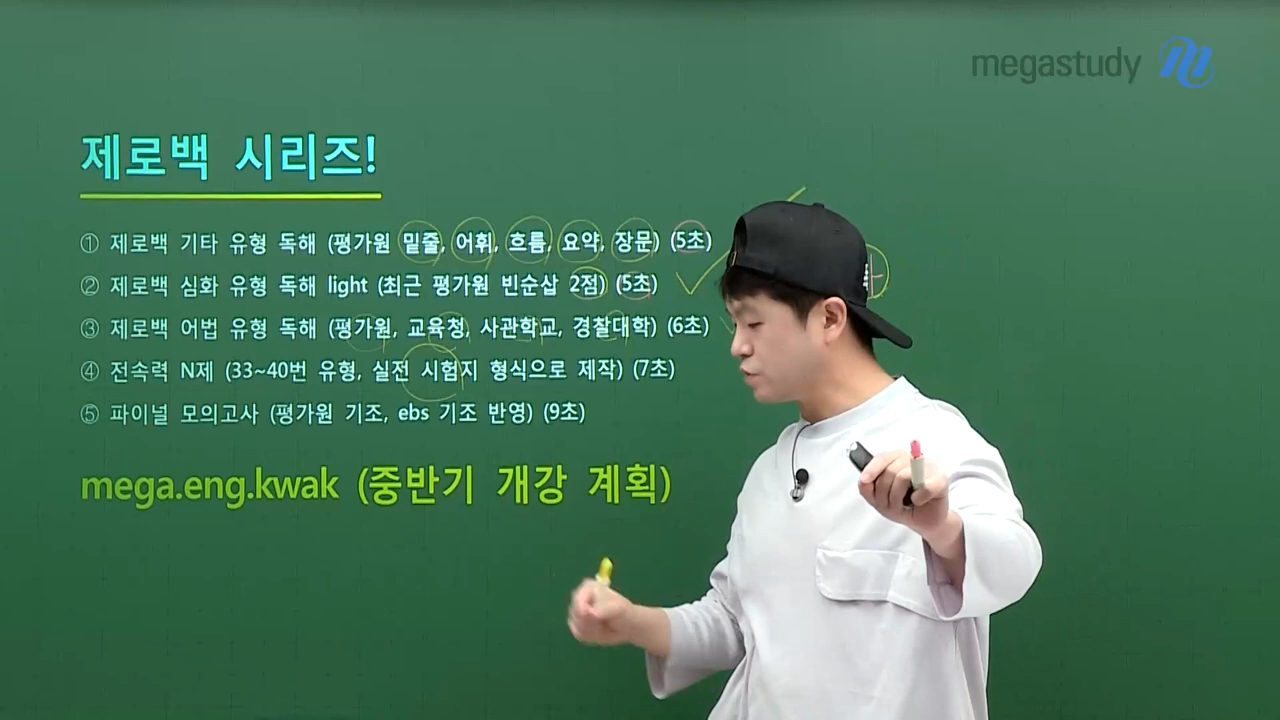 megastudy
제로백 시리즈!
① 제로백 기타 유형 독해 (평가원 밑줄, 어휘, 흐름, 요약, 장문) (5초)
② 제로백 심화 유형 독해 light (최근 평가원 빈순삽 2점) (5초)
③ 제로백 어법 유형 독해 (평가원, 교육청, 사관학교, 경찰대학) (6초)
④ 전속력 N제 (33~40번 유형, 실전 시험지 형식으로 제작) (7초)
⑤ 파이널 모의고사 (평가원 기조, ebs 기조 반영) (9초)
mega.eng.kwak (중반기 개강 계획)